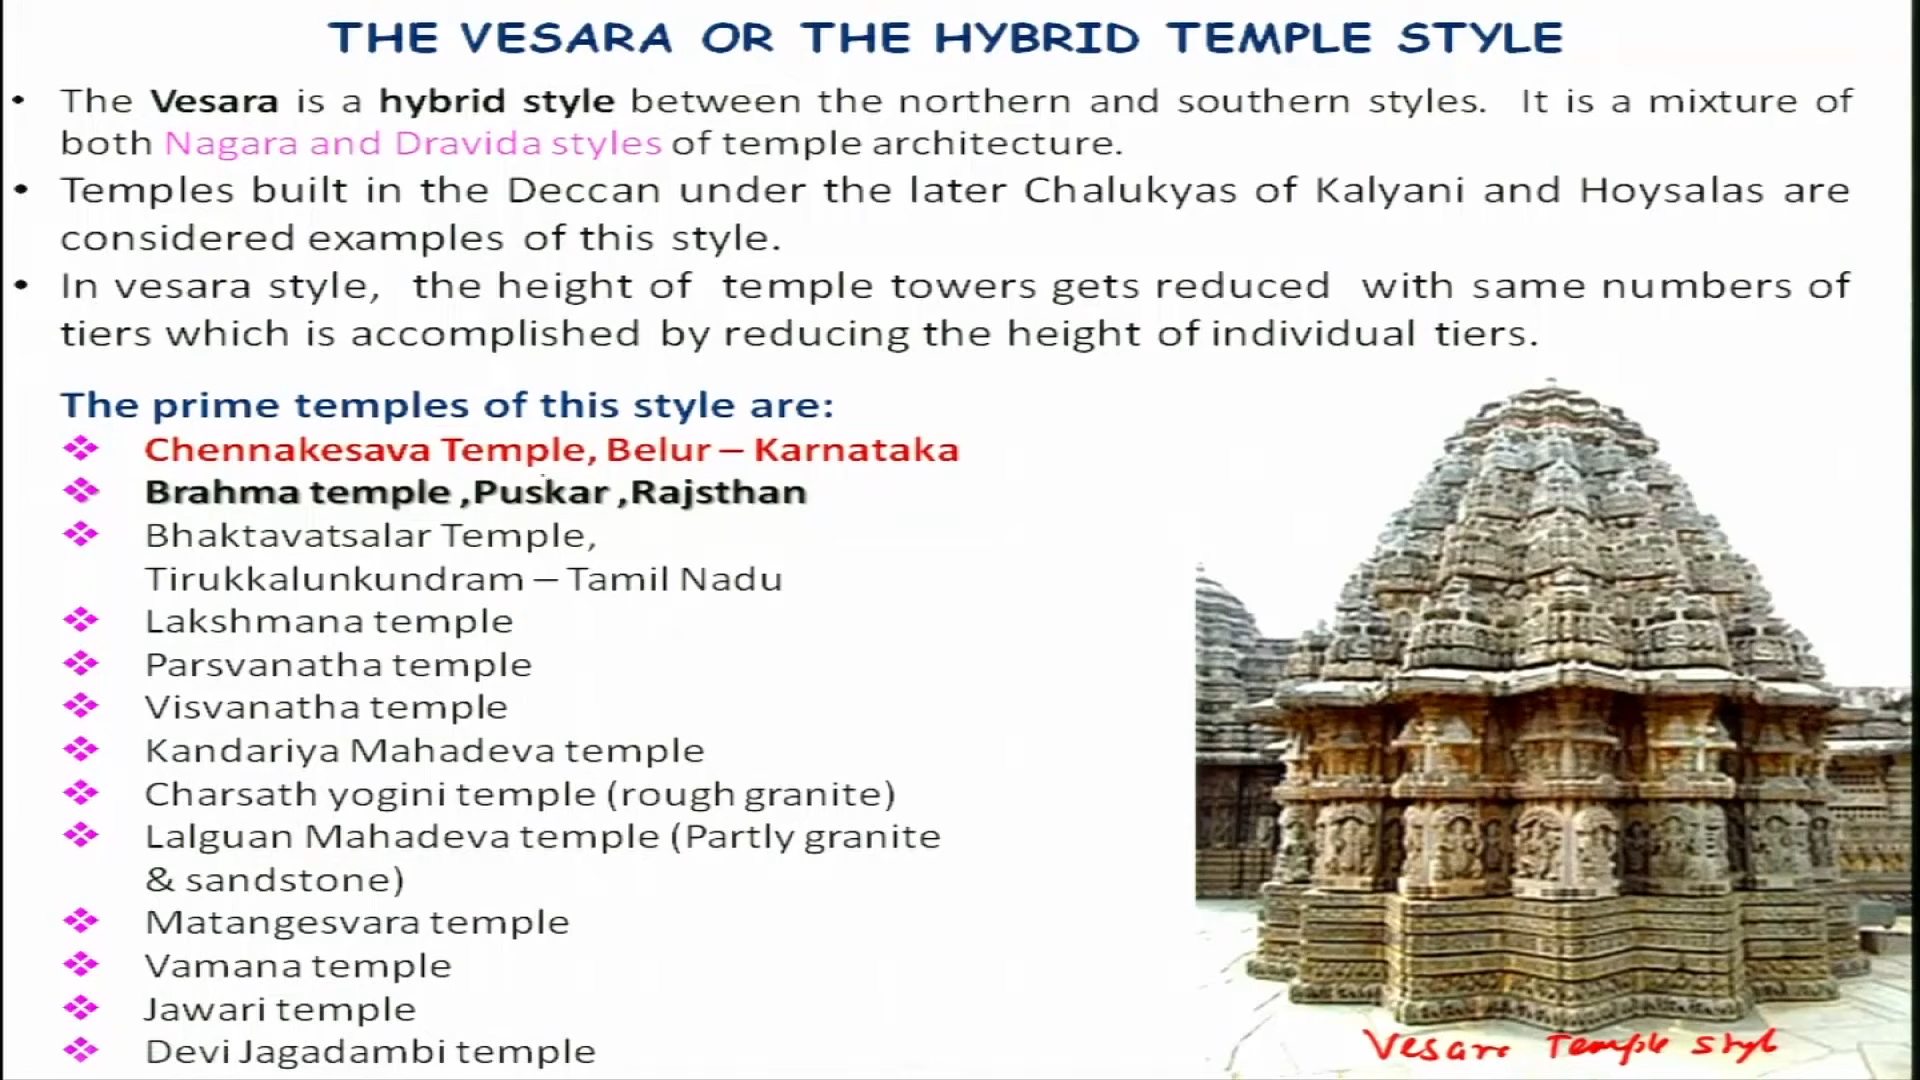 THE VESARA OR THE HYBRID TEMPLE STYLE
• The Vesara is a hybrid style between the northern and southern styles. It is a mixture of
both Nagara and Dravida styles of temple architecture.
• Temples built in the Deccan under the later Chalukyas of Kalyani and Hoysalas are
considered examples of this style.
• In vesara style, the height of temple towers gets reduced with same numbers of
tiers which is accomplished by reducing the height of individual tiers.
The prime temples of this style are:
❖ Chennakesava Temple, Belur – Karnataka
❖ Brahma temple ,Puskar ,Rajsthan
❖ Bhaktavatsalar Temple,
Tirukkalunkundram – Tamil Nadu
❖ Lakshmana temple
❖ Parsvanatha temple
❖ Visvanatha temple
❖ Kandariya Mahadeva temple
❖ Charsath yogini temple (rough granite)
❖ Lalguan Mahadeva temple (Partly granite
& sandstone)
❖ Matangesvara temple
❖ Vamana temple
❖ Jawari temple
❖ Devi Jagadambi temple
Vesara Temple Style